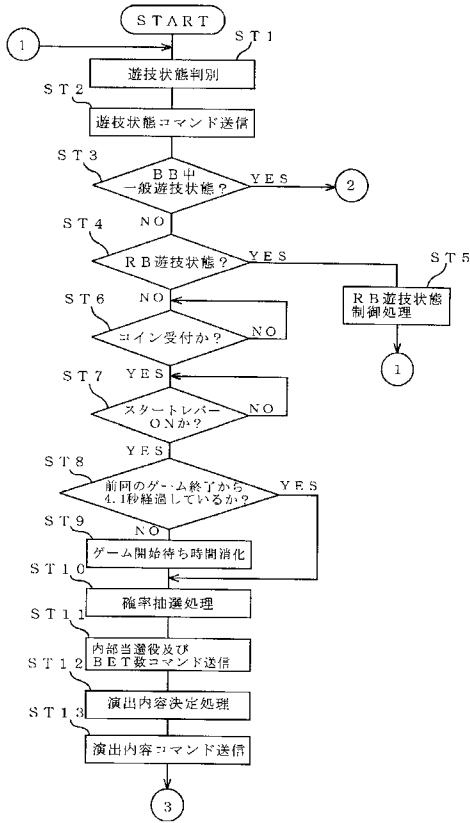 START
1
ST1
遊技状態判別
ST2
遊技状態コマンド送信
ST3
BB中
一般遊技状態?
YES
2
NO
ST4
RB遊技状態?
YES
ST5
RB遊技状態
制御処理
1
NO
ST6
コイン受付か?
NO
YES
ST7
スタートレバー
ONか?
NO
YES
ST8
前回のゲーム終了から
4.1秒経過しているか?
YES
NO
ST9
ゲーム開始待ち時間消化
ST10
確率抽選処理
ST11
内部当選役及び
BET数コマンド送信
ST12
演出内容決定処理
ST13
演出内容コマンド送信
3